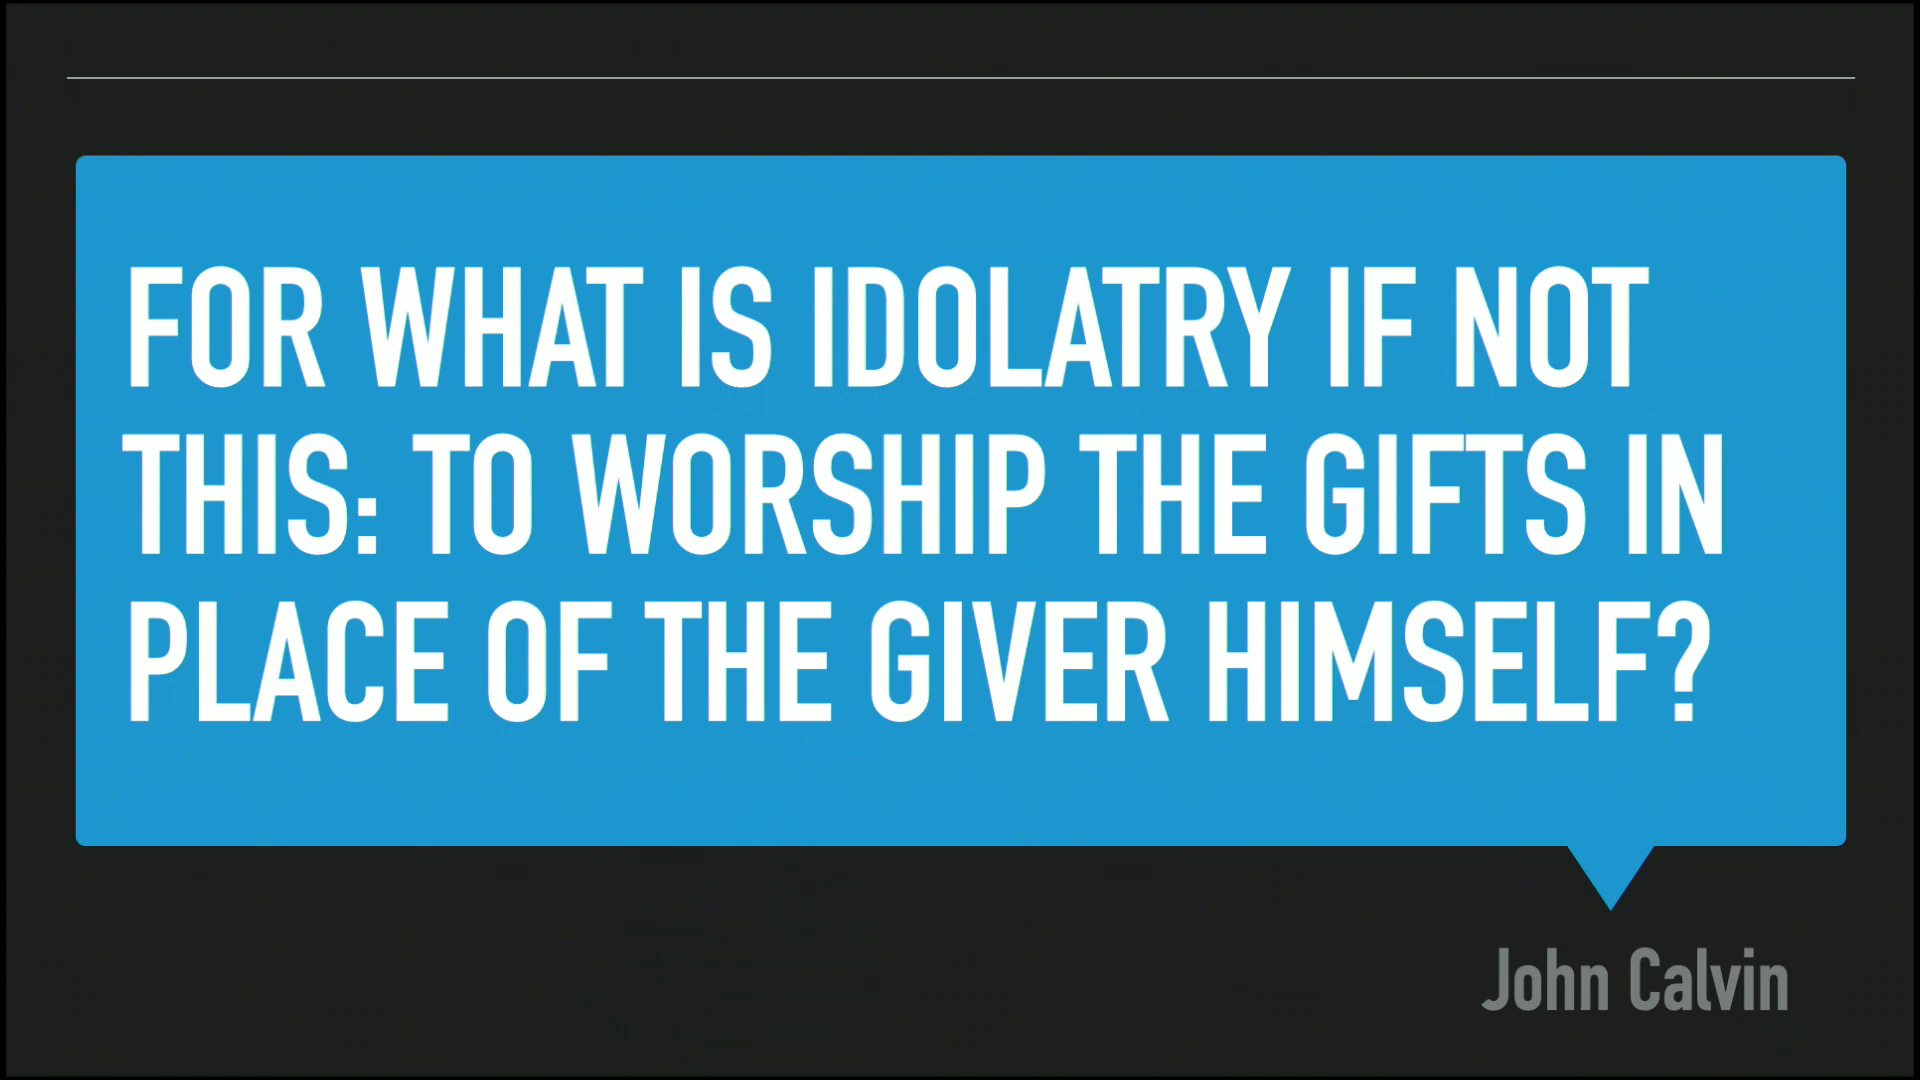 FOR WHAT IS IDOLATRY IF NOT
THIS: TO WORSHIP THE GIFTS IN
PLACE OF THE GIVER HIMSELF?
John Calvin